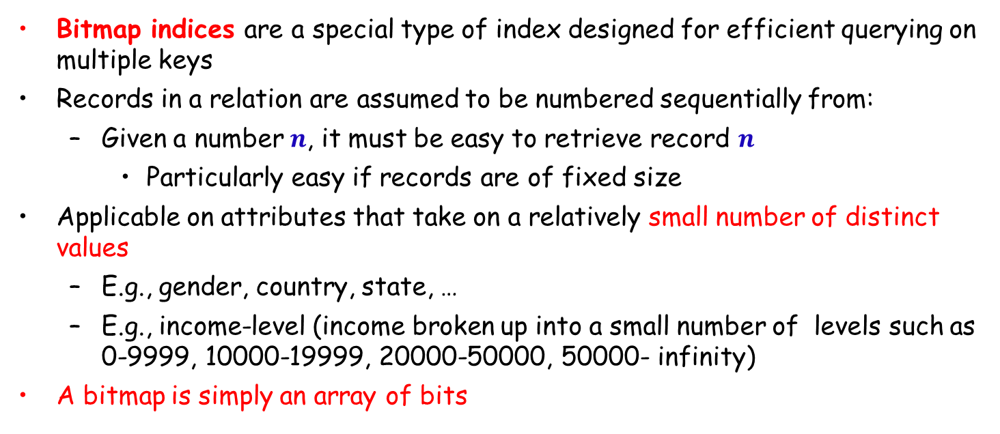 • Bitmap indices are a special type of index designed for efficient querying on
multiple keys
• Records in a relation are assumed to be numbered sequentially from:
– Given a number n, it must be easy to retrieve record n
• Particularly easy if records are of fixed size
• Applicable on attributes that take on a relatively small number of distinct
values
– E.g., gender, country, state, …
– E.g., income-level (income broken up into a small number of  levels such as
0-9999, 10000-19999, 20000-50000, 50000- infinity)
• A bitmap is simply an array of bits